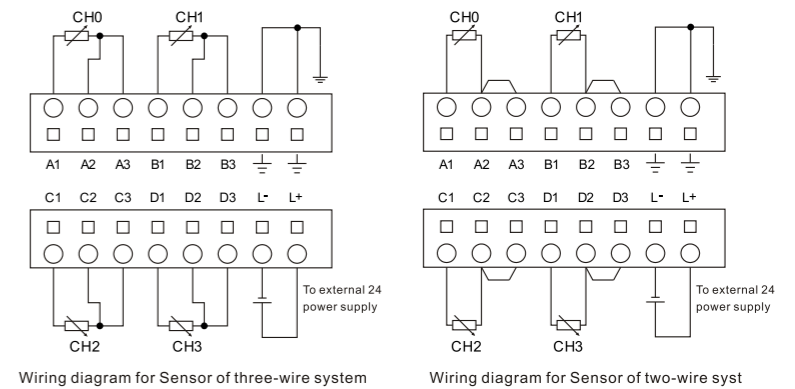 CH0 CH1 CH0 CH1
A1 A2 A3 B1 B2 B3 A1 A2 A3 B1 B2 B3
C1 C2 C3 D1 D2 D3 L- L+ C1 C2 C3 D1 D2 D3 L- L+
To external 24 To external 24
power supply power supply
CH2 CH3 CH2 CH3
Wiring diagram for Sensor of three-wire system Wiring diagram for Sensor of two-wire syst